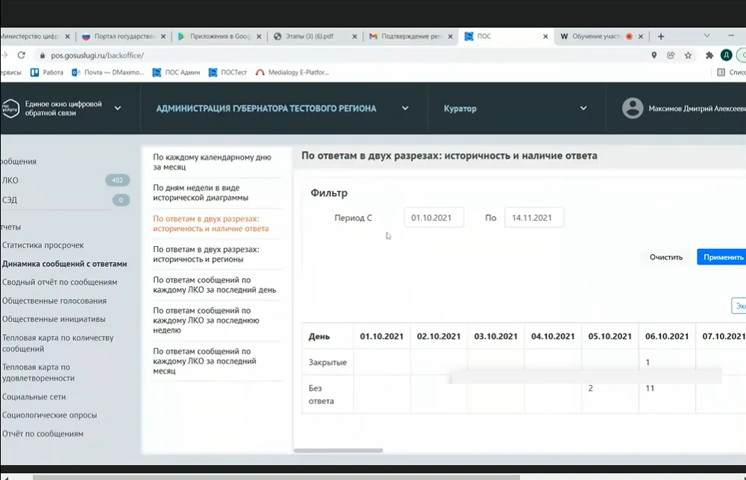 Министерство цифр
Портал государстве
Приложения в Goog
Этапы (3) (6).pdf
Подтверждение рег
ПОС
Обучение участ
pos.gosuslugi.ru/backoffice/
ервисы
Работа
Почта — DMaximo...
ПОС Админ
ПОСТест
Medialogy E-Platfor...
Списо
Единое окно цифровой
обратной связи
АДМИНИСТРАЦИЯ ГУБЕРНАТОРА ТЕСТОВОГО РЕГИОНА
Куратор
Максимов Дмитрий Алексееви
ообщения
ЛКО
402
СЭД
0
тчеты
Статистика просрочек
Динамика сообщений с ответами
Сводный отчёт по сообщениям
Общественные голосования
Общественные инициативы
Тепловая карта по количеству
сообщений
Тепловая карта по
удовлетворенности
Социальные сети
Социологические опросы
Отчёт по сообщениям
По каждому календарному дню
за месяц
По дням недели в виде
исторической диаграммы
По ответам в двух разрезах:
историчность и наличие ответа
По ответам в двух разрезах:
историчность и регионы
По ответам сообщений по
каждому ЛКО за последний день
По ответам сообщений по
каждому ЛКО за последнюю
неделю
По ответам сообщений по
каждому ЛКО за последний
месяц
По ответам в двух разрезах: историчность и наличие ответа
Фильтр
Период С
01.10.2021
По
14.11.2021
Очистить
Применить
Эк
День 01.10.2021 02.10.2021 03.10.2021 04.10.2021 05.10.2021 06.10.2021 07.10.2021
Закрытые 1
Без
ответа 2 11